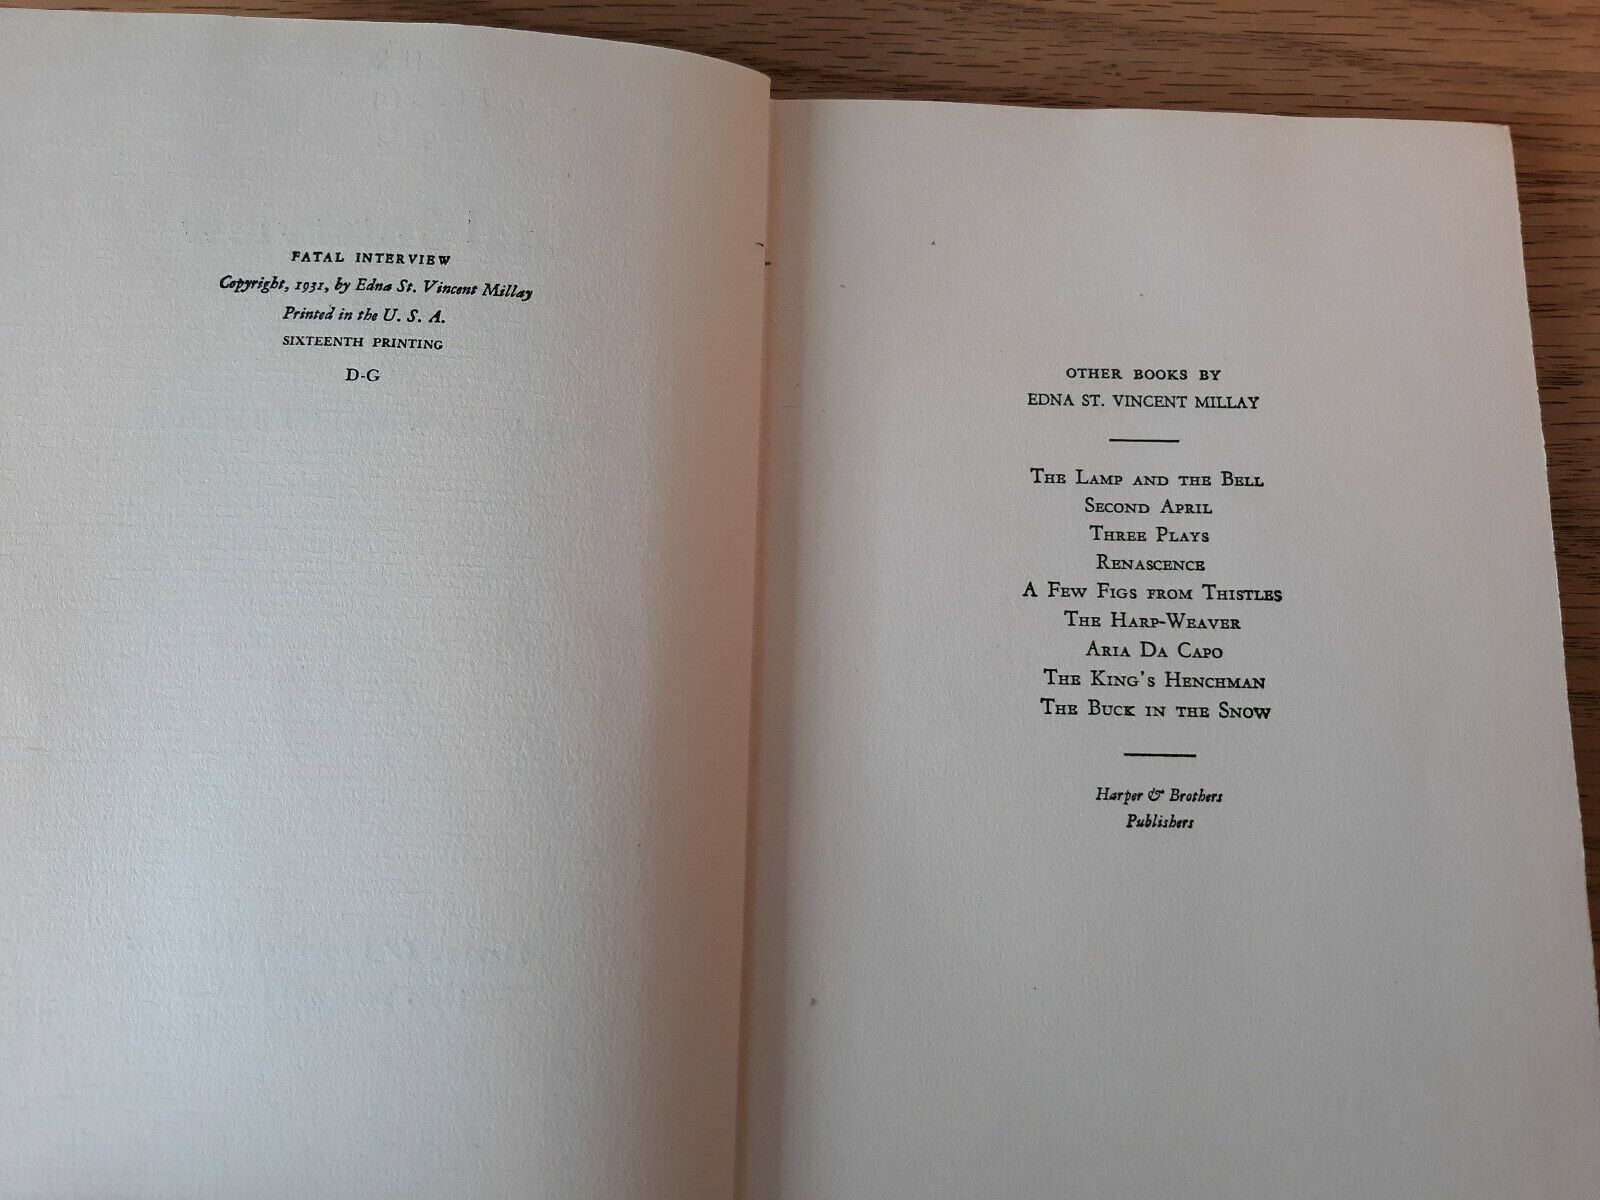 FATAL INTERVIEW
Copyright, 1931, by Edna St. Vincent Millay
Printed in the U. S. A.
SIXTEENTH PRINTING
D-G
OTHER BOOKS BY
EDNA ST. VINCENT MILLAY
THE LAMP AND THE BELL
SECOND APRIL
THREE PLAYS
RENASCENCE
A FEW FIGS FROM THISTLES
THE HARP-WEAVER
ARIA DA CAPO
THE KING'S HENCHMAN
THE BUCK IN THE SNOW
Harper & Brothers
Publishers